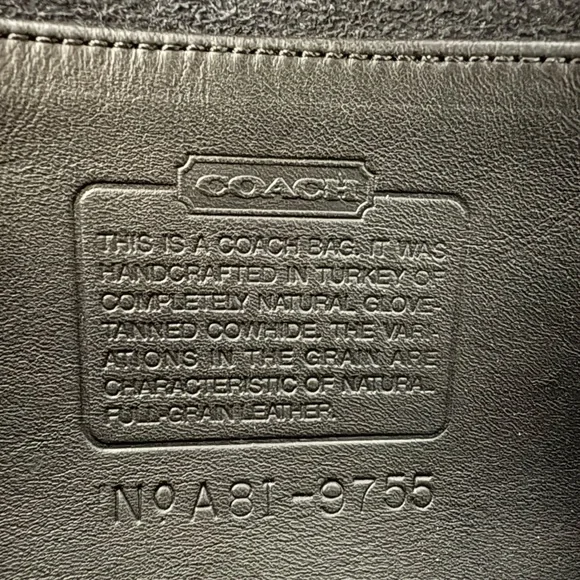 COACH
THIS IS A COACH BAG. IT WAS
HANDCRAFTED IN TURKEY OF
COMPLETELY NATURAL GLOVE-
TANNED COWHIDE. THE VARI-
ATIONS IN THE GRAIN ARE
CHARACTERISTIC OF NATURAL
FULL-GRAIN LEATHER.
No A8I-9755